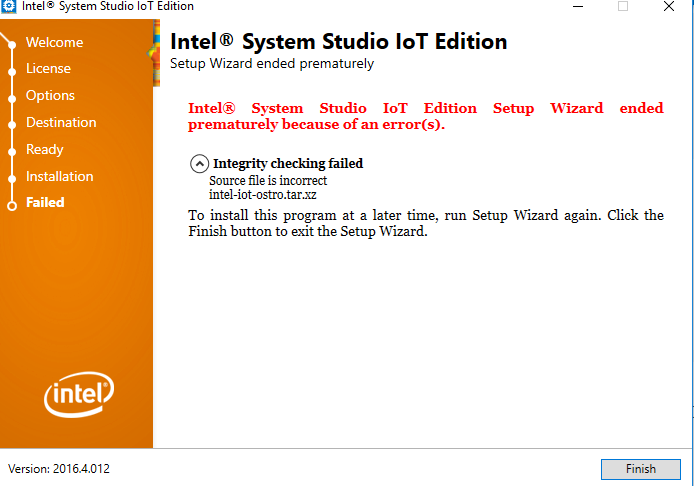 Intel® System Studio IoT Edition
Welcome
License
Options
Destination
Ready
Installation
Failed
Intel® System Studio IoT Edition
Setup Wizard ended prematurely
Intel® System Studio IoT Edition Setup Wizard ended
prematurely because of an error(s).
Integrity checking failed
Source file is incorrect
intel-iot-ostro.tar.xz
To install this program at a later time, run Setup Wizard again. Click the
Finish button to exit the Setup Wizard.
intel®
Version: 2016.4.012
Finish